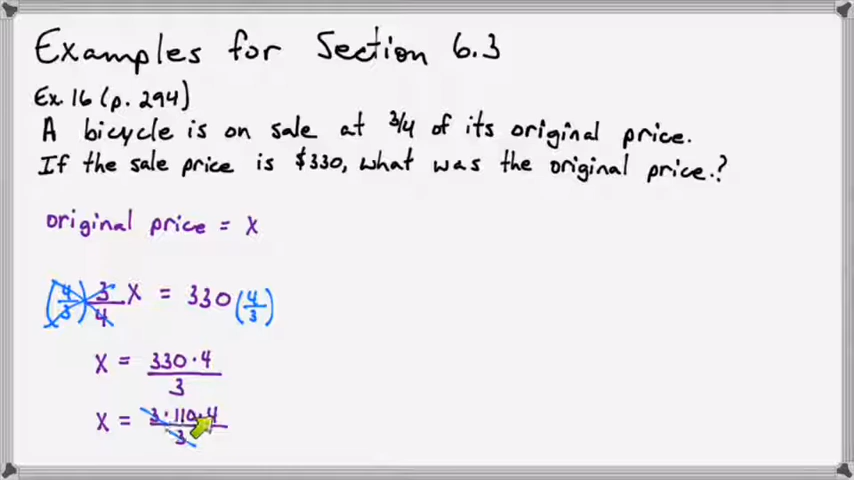 Examples for Section 6.3
Ex. 16 (p. 294)
A bicycle is on sale at 3/4 of its original price.
If the sale price is $330, what was the original price.?
original price = X
(4/3) 3/4 X = 330 (4/3)
X = 330·4/3
X = 3·110·4/3